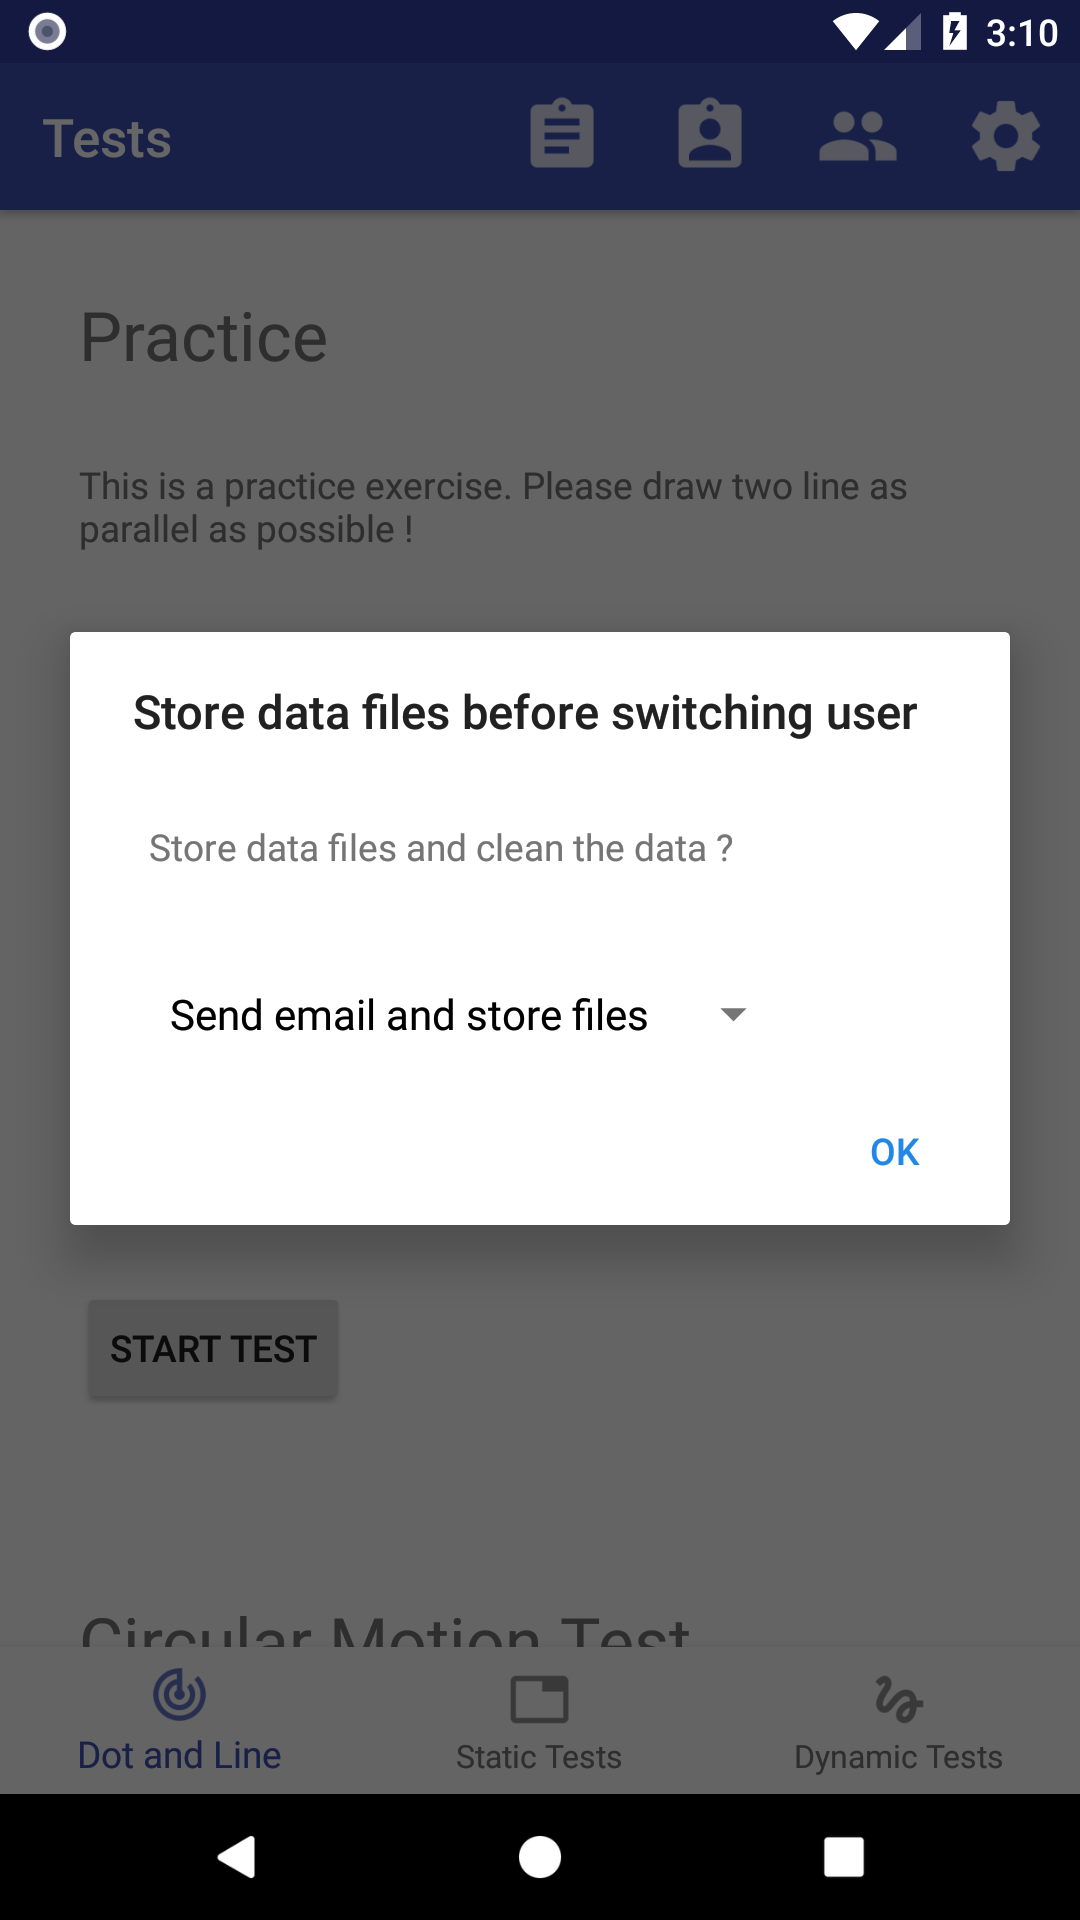 3:10
Tests
Practice
This is a practice exercise. Please draw two line as
parallel as possible !
Store data files before switching user
Store data files and clean the data ?
Send email and store files
OK
START TEST
Circular Motion Test
Dot and Line
Static Tests
Dynamic Tests